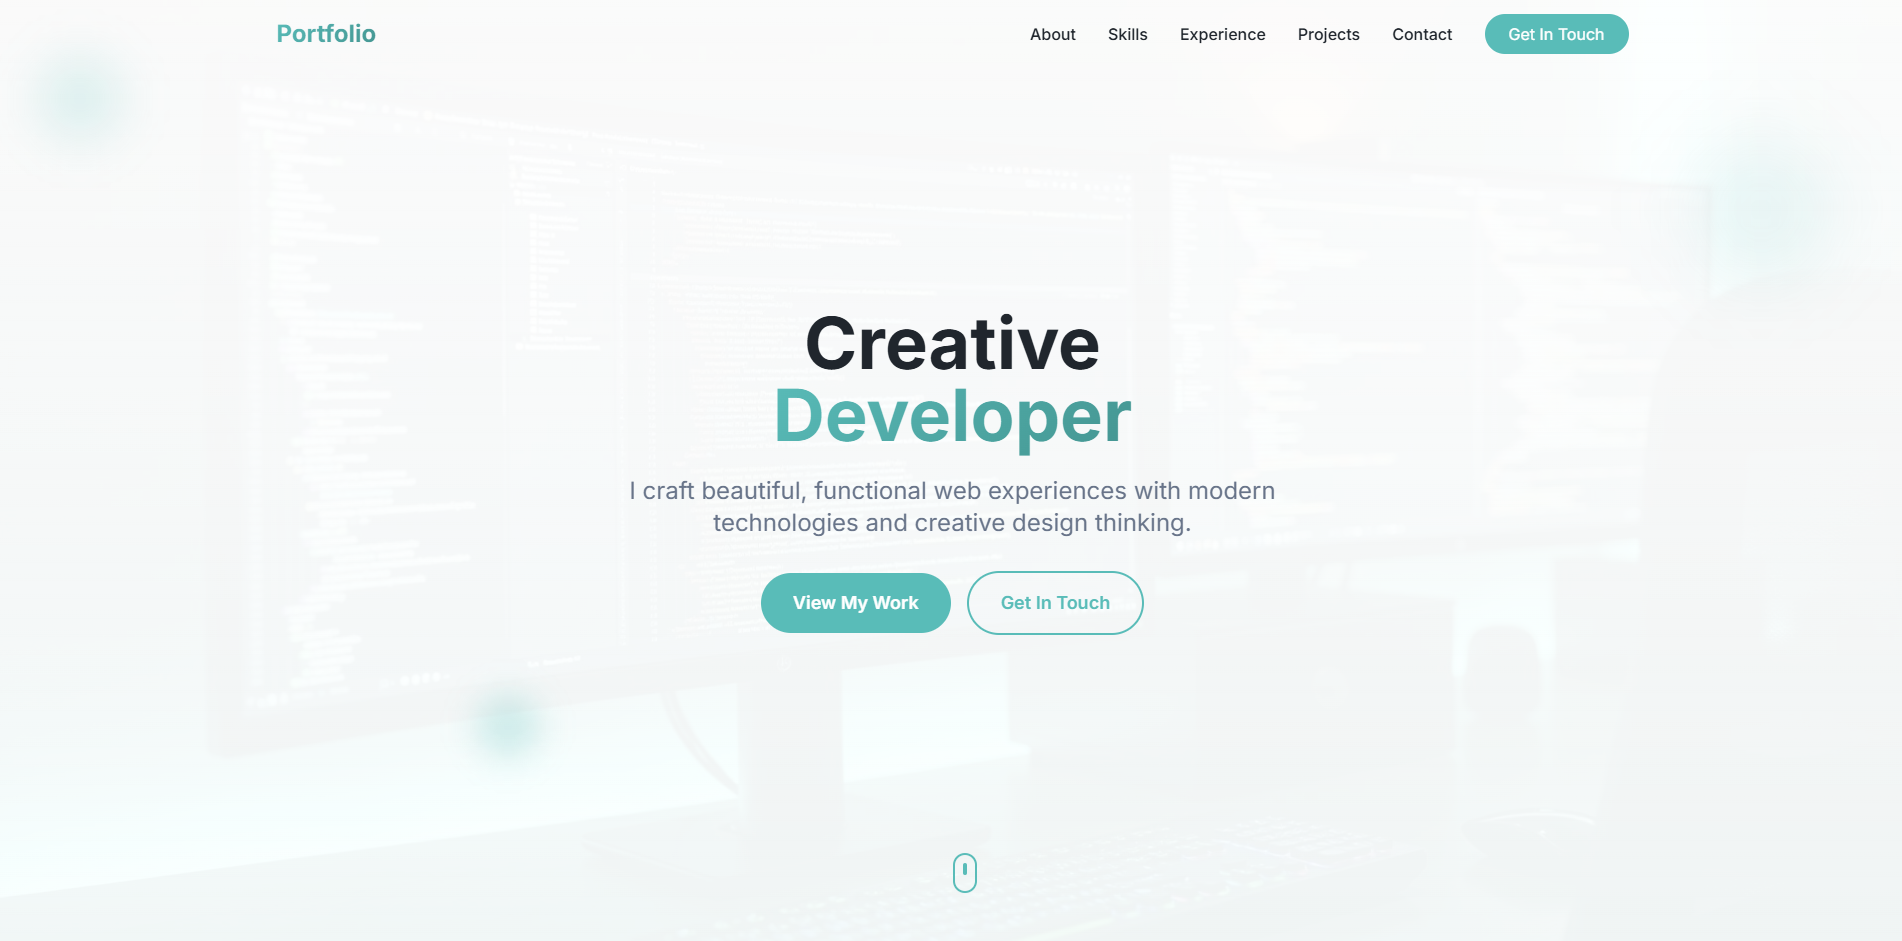 Portfolio
About Skills Experience Projects Contact Get In Touch
Creative
Developer
I craft beautiful, functional web experiences with modern
technologies and creative design thinking.
View My Work Get In Touch